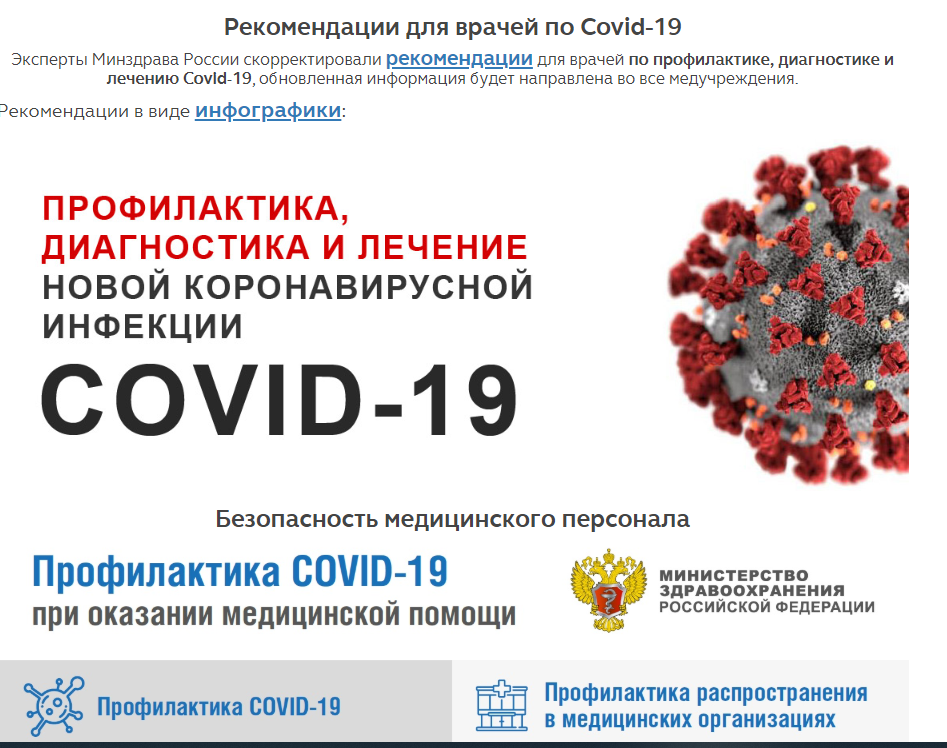 Рекомендации для врачей по Covid-19
Эксперты Минздрава России скорректировали рекомендации для врачей по профилактике, диагностике и
лечению Covid-19, обновленная информация будет направлена во все медучреждения.
Рекомендации в виде инфографики:
ПРОФИЛАКТИКА,
ДИАГНОСТИКА И ЛЕЧЕНИЕ
НОВОЙ КОРОНАВИРУСНОЙ
ИНФЕКЦИИ
COVID-19
Безопасность медицинского персонала
Профилактика COVID-19
при оказании медицинской помощи
МИНИСТЕРСТВО
ЗДРАВООХРАНЕНИЯ
РОССИЙСКОЙ ФЕДЕРАЦИИ
Профилактика COVID-19
Профилактика распространения
в медицинских организациях